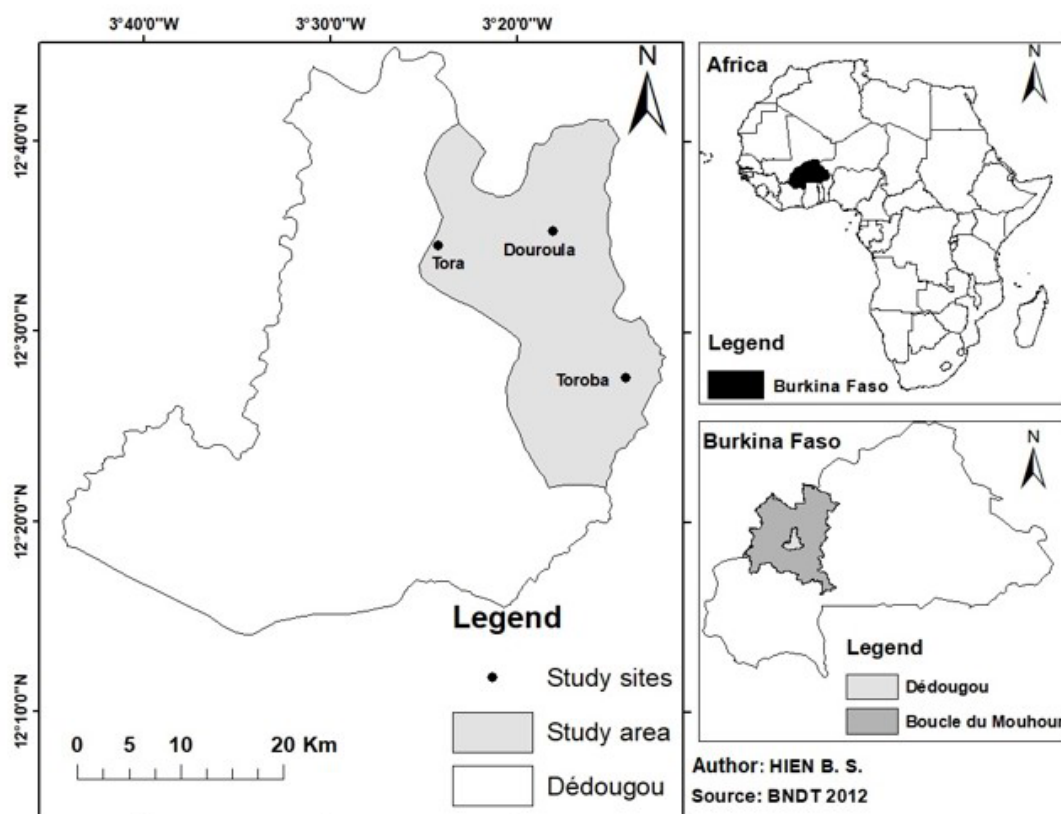 3°40'0"W
3°30'0"W
3°20'0"W
12°40'0"N
12°30'0"N
12°20'0"N
12°10'0"N
N
Tora
Douroula
Toroba
Legend
Study sites
Study area
Dédougou
0 5 10 20 Km
Africa
N
Legend
Burkina Faso
Burkina Faso
N
Legend
Dédougou
Boucle du Mouhoun
Author: HIEN B. S.
Source: BNDT 2012